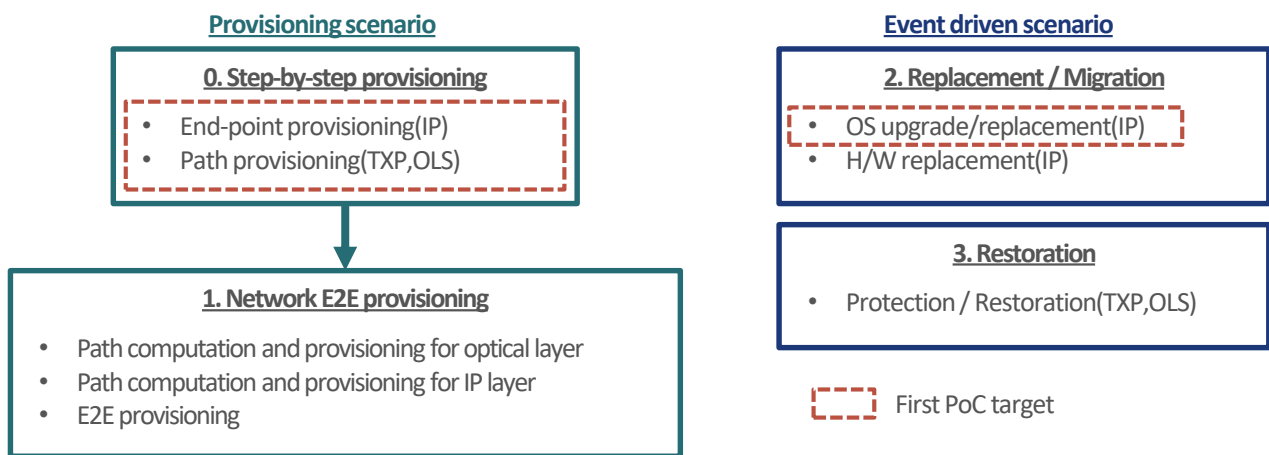 Provisioning scenario
0. Step-by-step provisioning
• End-point provisioning(IP)
• Path provisioning(TXP,OLS)
1. Network E2E provisioning
• Path computation and provisioning for optical layer
• Path computation and provisioning for IP layer
• E2E provisioning
Event driven scenario
2. Replacement / Migration
• OS upgrade/replacement(IP)
• H/W replacement(IP)
3. Restoration
• Protection / Restoration(TXP,OLS)
First PoC target